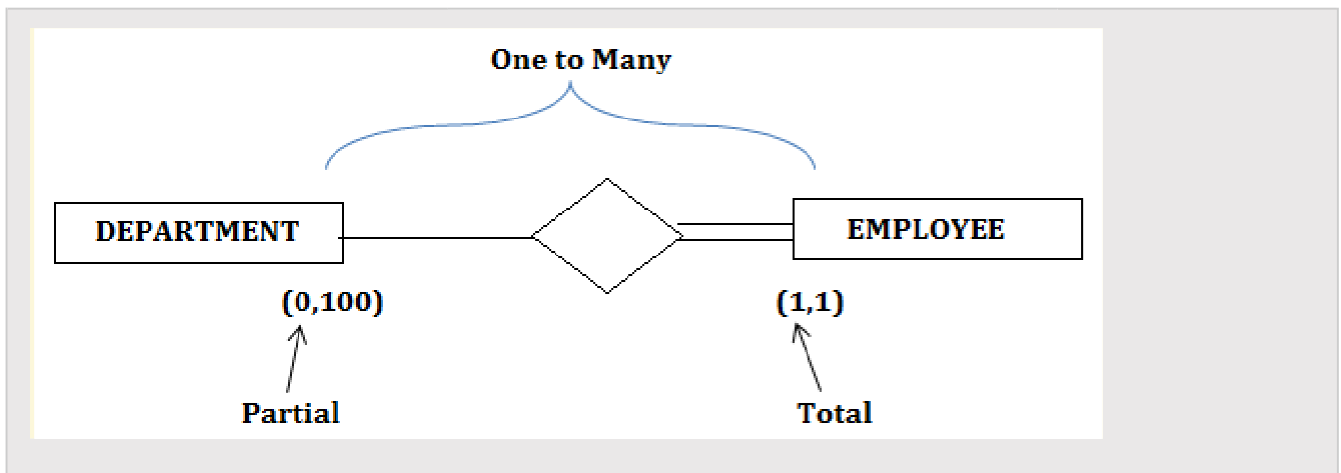 One to Many
DEPARTMENT
EMPLOYEE
(0,100)
(1,1)
Partial
Total